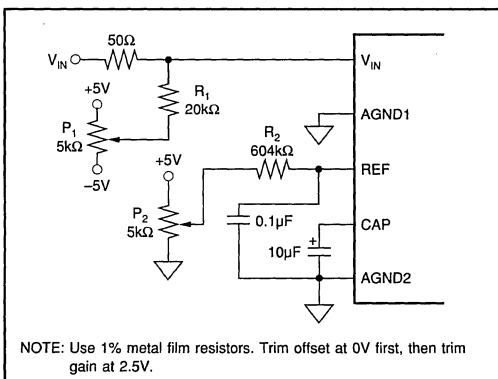 50Ω
V_IN
V_IN
+5V
R₁
20kΩ
P₁
5kΩ
–5V
AGND1
R₂
604kΩ
+5V
REF
P₂
5kΩ
0.1µF
CAP
+
10µF
AGND2
NOTE: Use 1% metal film resistors. Trim offset at 0V first, then trim
gain at 2.5V.